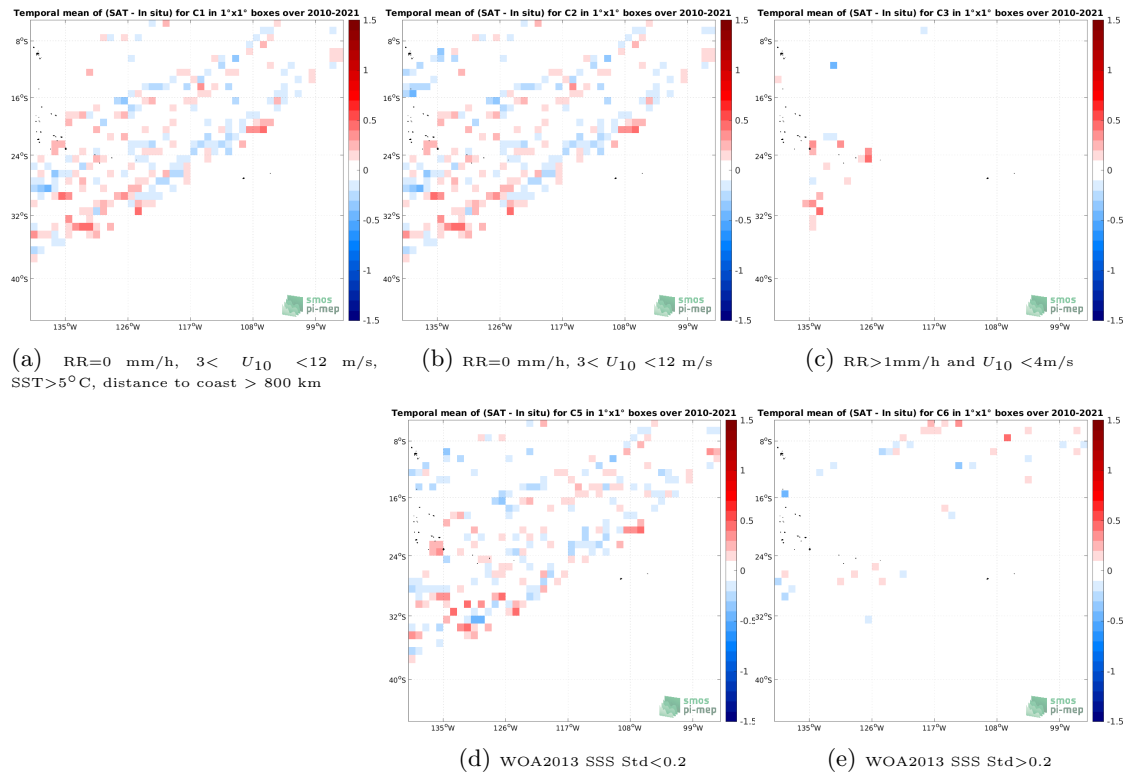 Temporal mean of (SAT - In situ) for C1 in 1°x1° boxes over 2010-2021
8°S
16°S
24°S
32°S
40°S
135°W
126°W
117°W
108°W
99°W
1.5
1
0.5
0
-0.5
-1
-1.5
smos
pi-mep
(a) RR=0 mm/h, 3< U10 <12 m/s,
SST>5°C, distance to coast > 800 km
Temporal mean of (SAT - In situ) for C2 in 1°x1° boxes over 2010-2021
8°S
16°S
24°S
32°S
40°S
135°W
126°W
117°W
108°W
99°W
1.5
1
0.5
0
-0.5
-1
-1.5
smos
pi-mep
(b) RR=0 mm/h, 3< U10 <12 m/s
Temporal mean of (SAT - In situ) for C3 in 1°x1° boxes over 2010-2021
8°S
16°S
24°S
32°S
40°S
135°W
126°W
117°W
108°W
99°W
1.5
1
0.5
0
-0.5
-1
-1.5
smos
pi-mep
(c) RR>1mm/h and U10 <4m/s
Temporal mean of (SAT - In situ) for C5 in 1°x1° boxes over 2010-2021
8°S
16°S
24°S
32°S
40°S
135°W
126°W
117°W
108°W
99°W
1.5
1
0.5
0
-0.5
-1
-1.5
smos
pi-mep
(d) WOA2013 SSS Std<0.2
Temporal mean of (SAT - In situ) for C6 in 1°x1° boxes over 2010-2021
8°S
16°S
24°S
32°S
40°S
135°W
126°W
117°W
108°W
99°W
1.5
1
0.5
0
-0.5
-1
-1.5
smos
pi-mep
(e) WOA2013 SSS Std>0.2